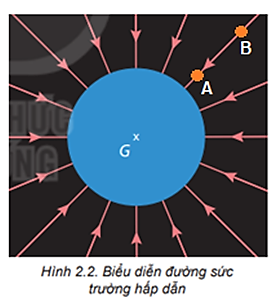 B
A
G
Hình 2.2. Biểu diễn đường sức
trường hấp dẫn